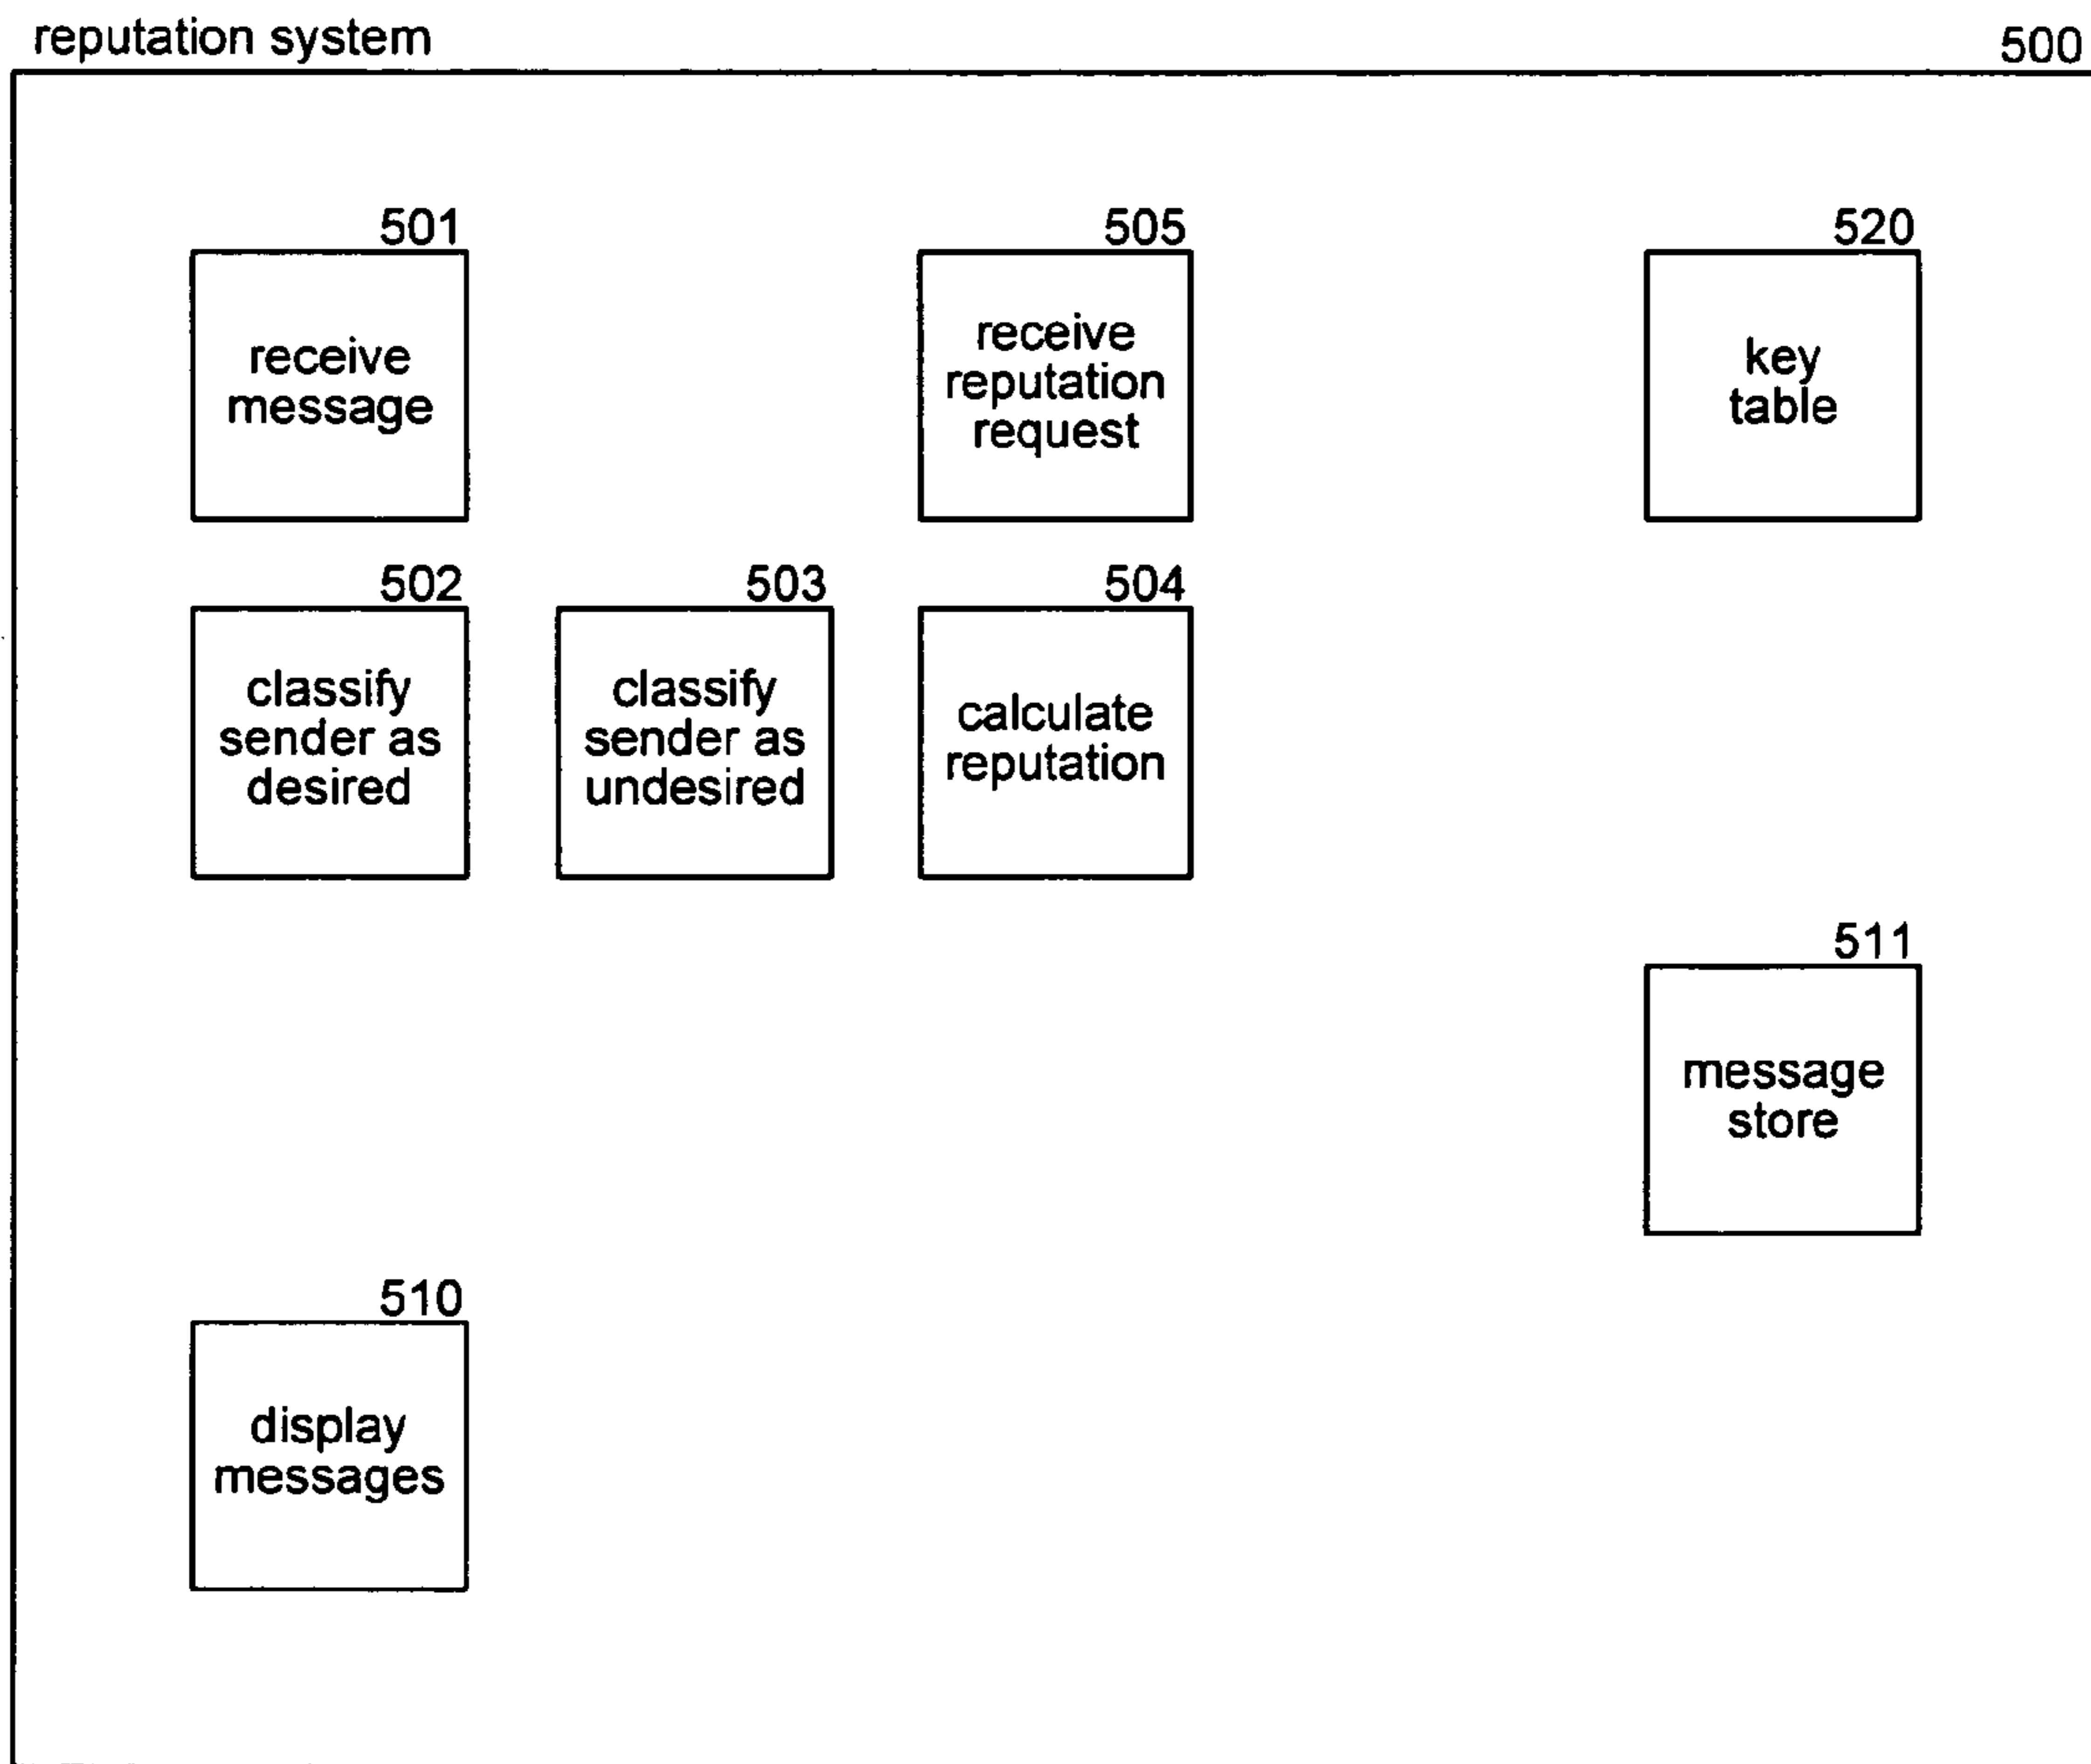 reputation system
500
501
receive
message
505
receive
reputation
request
520
key
table
502
classify
sender as
desired
503
classify
sender as
undesired
504
calculate
reputation
511
message
store
510
display
messages